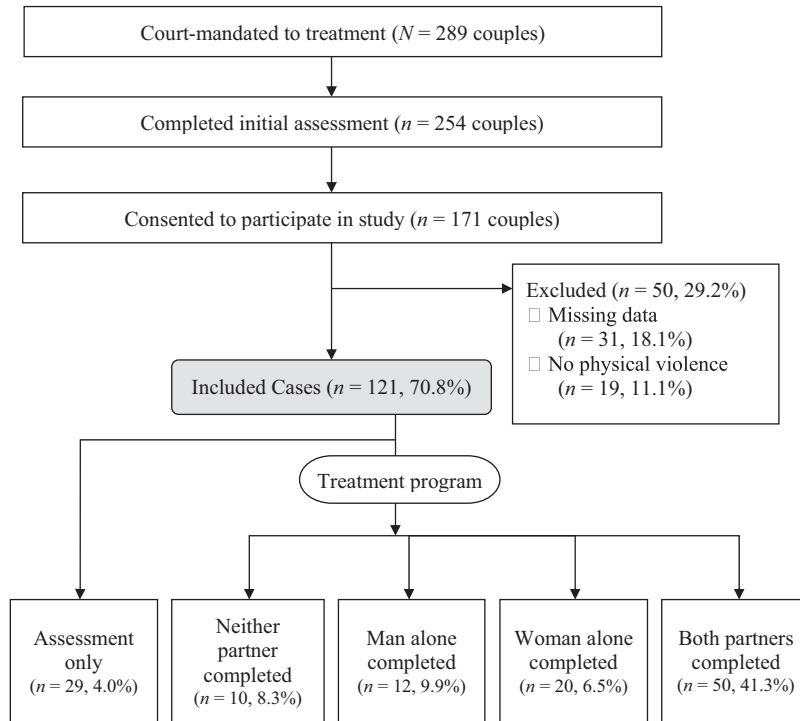 Court-mandated to treatment (N = 289 couples)
Completed initial assessment (n = 254 couples)
Consented to participate in study (n = 171 couples)
Excluded (n = 50, 29.2%)
Missing data
(n = 31, 18.1%)
No physical violence
(n = 19, 11.1%)
Included Cases (n = 121, 70.8%)
Treatment program
Assessment
only
(n = 29, 4.0%)
Neither
partner
completed
(n = 10, 8.3%)
Man alone
completed
(n = 12, 9.9%)
Woman alone
completed
(n = 20, 6.5%)
Both partners
completed
(n = 50, 41.3%)